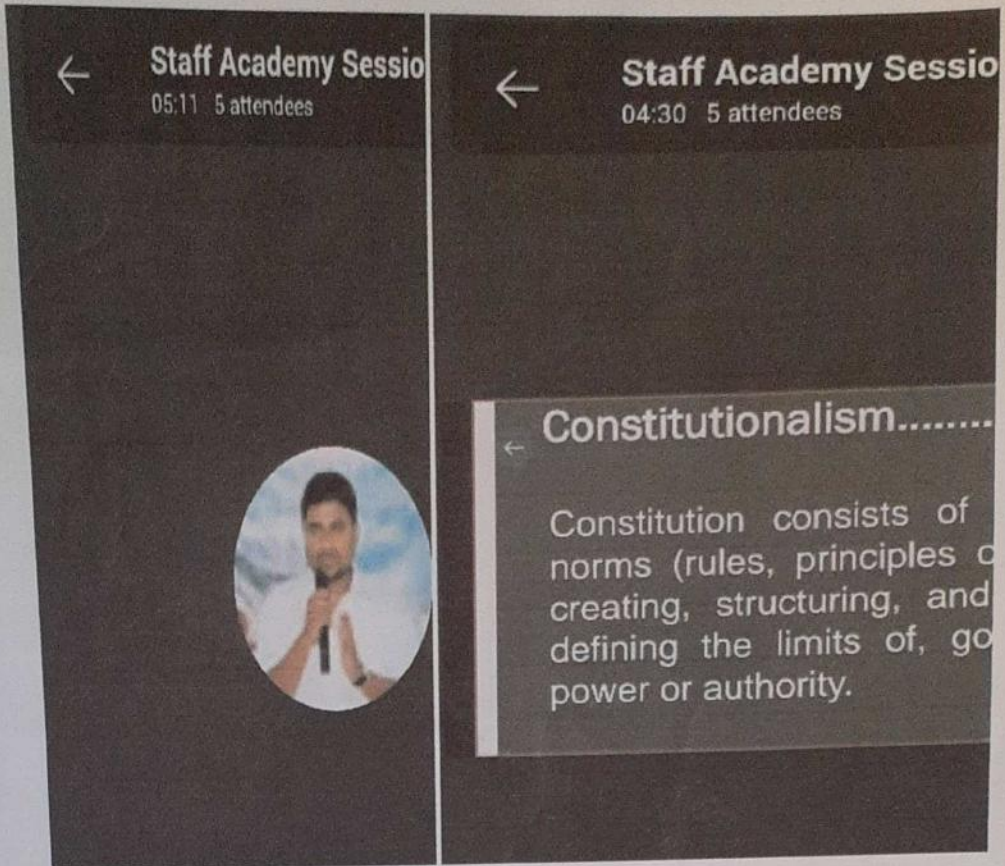 Staff Academy Sessio
05:11 5 attendees
Staff Academy Sessio
04:30 5 attendees
Constitutionalism.........
Constitution consists of
norms (rules, principles
creating, structuring, and
defining the limits of, go
power or authority.